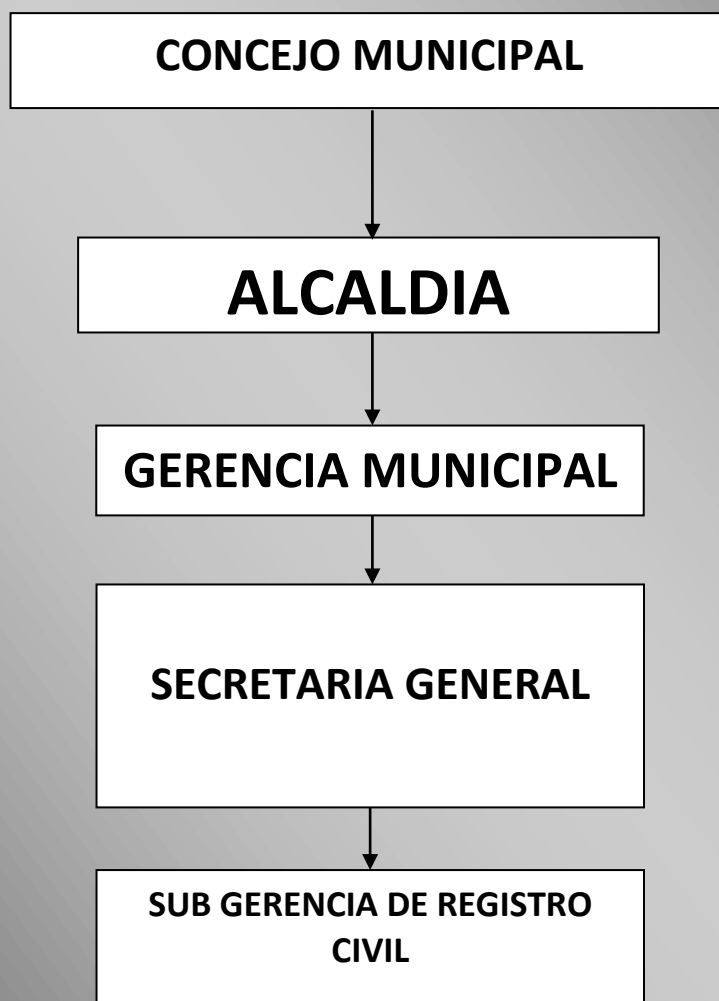 CONCEJO MUNICIPAL
ALCALDIA
GERENCIA MUNICIPAL
SECRETARIA GENERAL
SUB GERENCIA DE REGISTRO
CIVIL